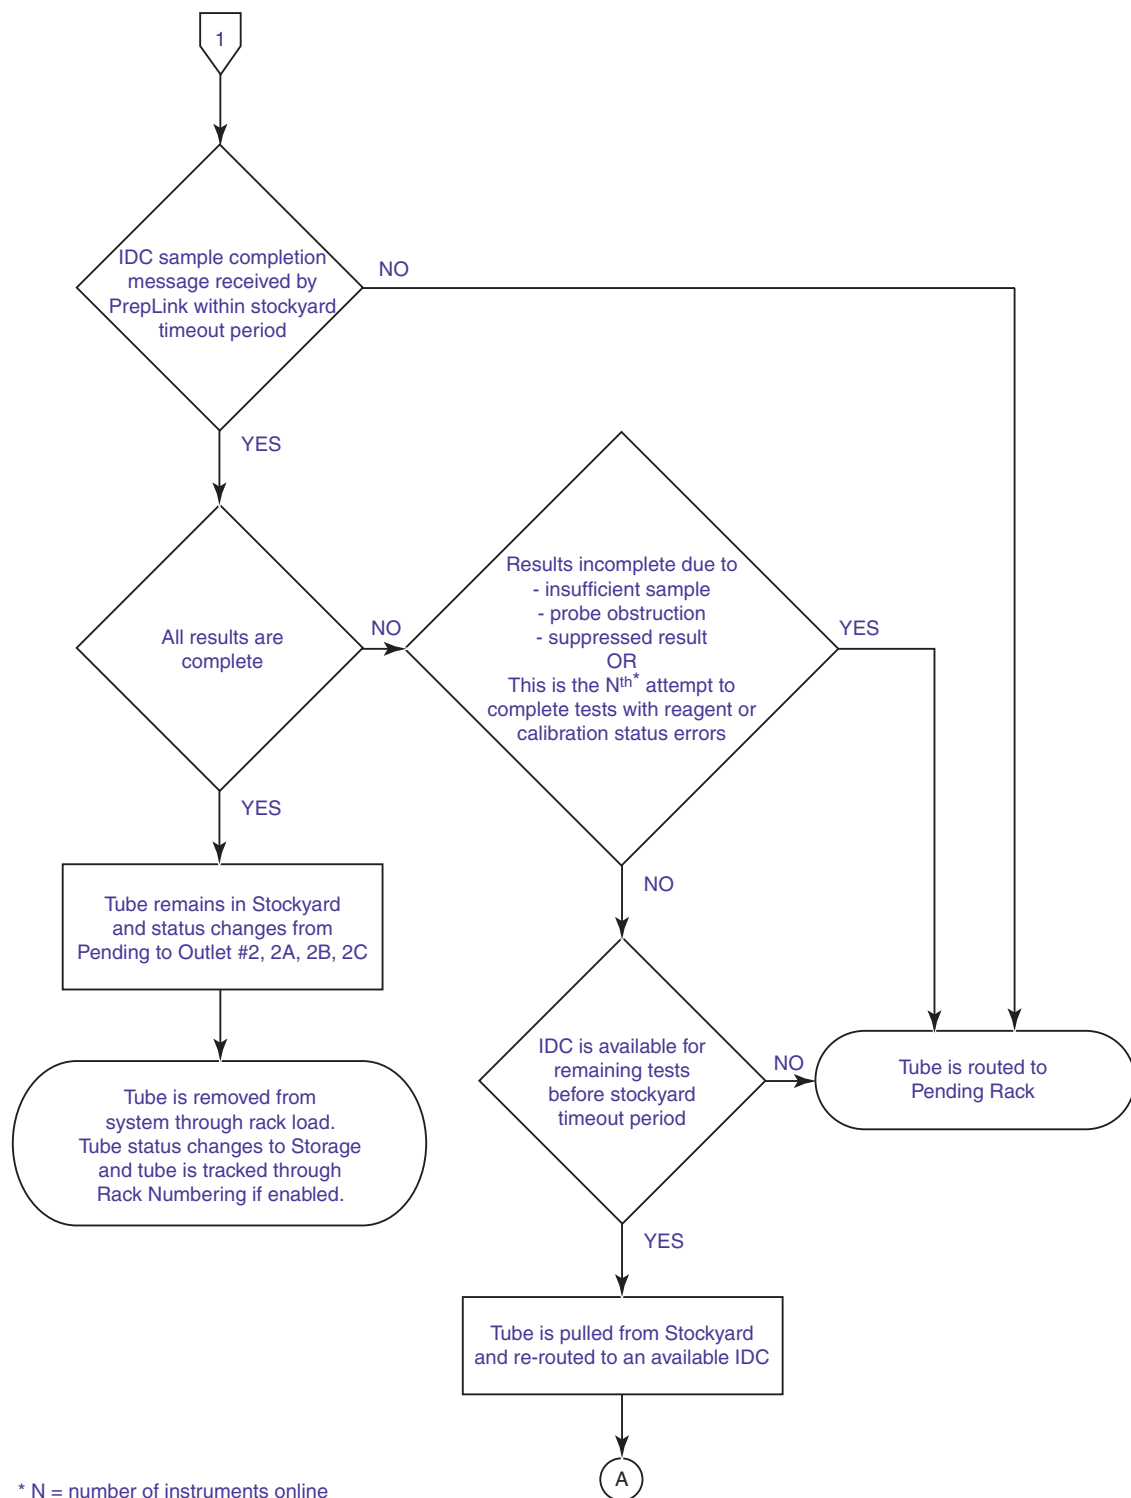 1
IDC sample completion
message received by
PrepLink within stockyard
timeout period
NO
YES
All results are
complete
NO
Results incomplete due to
- insufficient sample
- probe obstruction
- suppressed result
OR
This is the Nth* attempt to
complete tests with reagent or
calibration status errors
YES
YES
NO
Tube remains in Stockyard
and status changes from
Pending to Outlet #2, 2A, 2B, 2C
IDC is available for
remaining tests
before stockyard
timeout period
NO
Tube is routed to
Pending Rack
Tube is removed from
system through rack load.
Tube status changes to Storage
and tube is tracked through
Rack Numbering if enabled.
YES
Tube is pulled from Stockyard
and re-routed to an available IDC
A
* N = number of instruments online